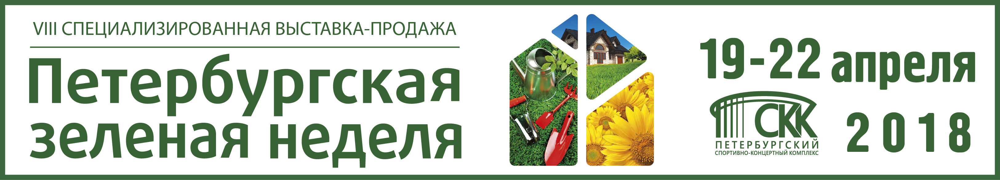 VIII СПЕЦИАЛИЗИРОВАННАЯ ВЫСТАВКА-ПРОДАЖА
Петербургская
зеленая неделя
19-22 апреля
2018
СКК
ПЕТЕРБУРГСКИЙ
СПОРТИВНО-КОНЦЕРТНЫЙ КОМПЛЕКС